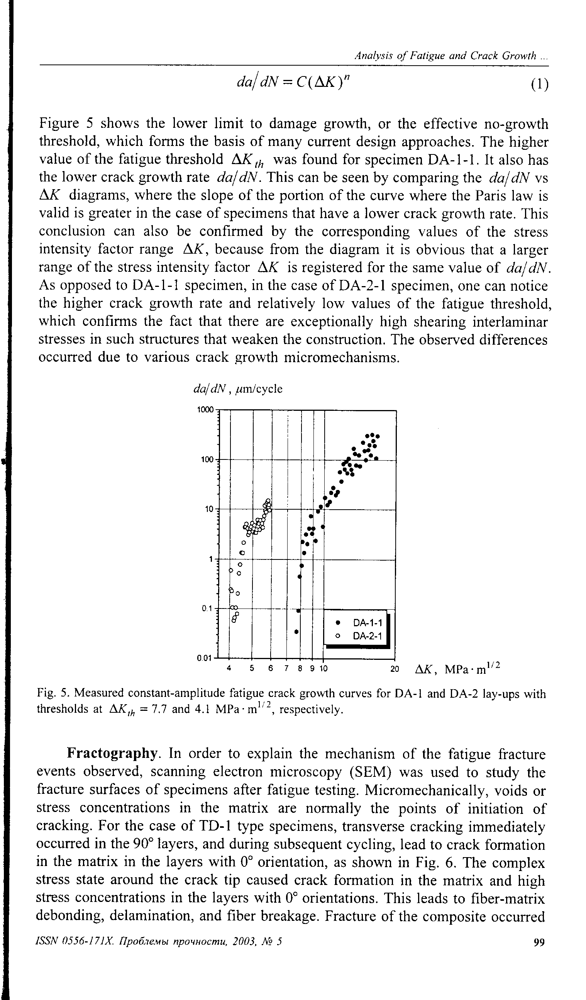 Analysis of Fatigue and Crack Growth ...
da/dN = C(ΔK)ⁿ (1)
Figure 5 shows the lower limit to damage growth, or the effective no-growth
threshold, which forms the basis of many current design approaches. The higher
value of the fatigue threshold ΔK_th was found for specimen DA-1-1. It also has
the lower crack growth rate da/dN. This can be seen by comparing the da/dN vs
ΔK diagrams, where the slope of the portion of the curve where the Paris law is
valid is greater in the case of specimens that have a lower crack growth rate. This
conclusion can also be confirmed by the corresponding values of the stress
intensity factor range ΔK, because from the diagram it is obvious that a larger
range of the stress intensity factor ΔK is registered for the same value of da/dN.
As opposed to DA-1-1 specimen, in the case of DA-2-1 specimen, one can notice
the higher crack growth rate and relatively low values of the fatigue threshold,
which confirms the fact that there are exceptionally high shearing interlaminar
stresses in such structures that weaken the construction. The observed differences
occurred due to various crack growth micromechanisms.
da/dN, μm/cycle
1000
100
10
1
0.1
DA-1-1
DA-2-1
0.01
4 5 6 7 8 9 10 20 ΔK, MPa·m^1/2
Fig. 5. Measured constant-amplitude fatigue crack growth curves for DA-1 and DA-2 lay-ups with
thresholds at ΔK_th = 7.7 and 4.1 MPa·m^1/2, respectively.
Fractography. In order to explain the mechanism of the fatigue fracture
events observed, scanning electron microscopy (SEM) was used to study the
fracture surfaces of specimens after fatigue testing. Micromechanically, voids or
stress concentrations in the matrix are normally the points of initiation of
cracking. For the case of TD-1 type specimens, transverse cracking immediately
occurred in the 90° layers, and during subsequent cycling, lead to crack formation
in the matrix in the layers with 0° orientation, as shown in Fig. 6. The complex
stress state around the crack tip caused crack formation in the matrix and high
stress concentrations in the layers with 0° orientations. This leads to fiber-matrix
debonding, delamination, and fiber breakage. Fracture of the composite occurred
ISSN 0556-171X. Проблемы прочности, 2003, № 5 99